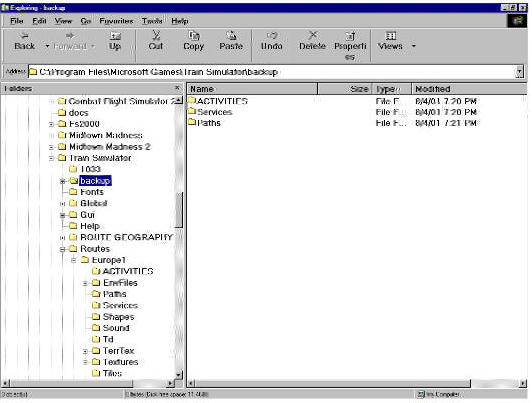 Exploring - backup
File Edit View Go Favorites Tools Help
Back Forward Up Cut Copy Paste Undo Delete Properties Views
Address C:\Program Files\Microsoft Games\Train Simulator\backup
Folders
Name Size Type Modified
Combat Flight Simulator 2
docs
Fs2000
Midtown Madness
Midtown Madness 2
Train Simulator
1033
backup
Fonts
Global
Gui
Help
ROUTE GEOGRAPHY
Routes
Europe1
ACTIVITIES
EnvFiles
Paths
Services
Shapes
Sound
Td
TerrTex
Textures
Tiles
ACTIVITIES File F... 8/4/01 7:20 PM
Services File F... 8/4/01 7:20 PM
Paths File F... 8/4/01 7:21 PM
3 object(s) 0 bytes (Disk free space: My Computer